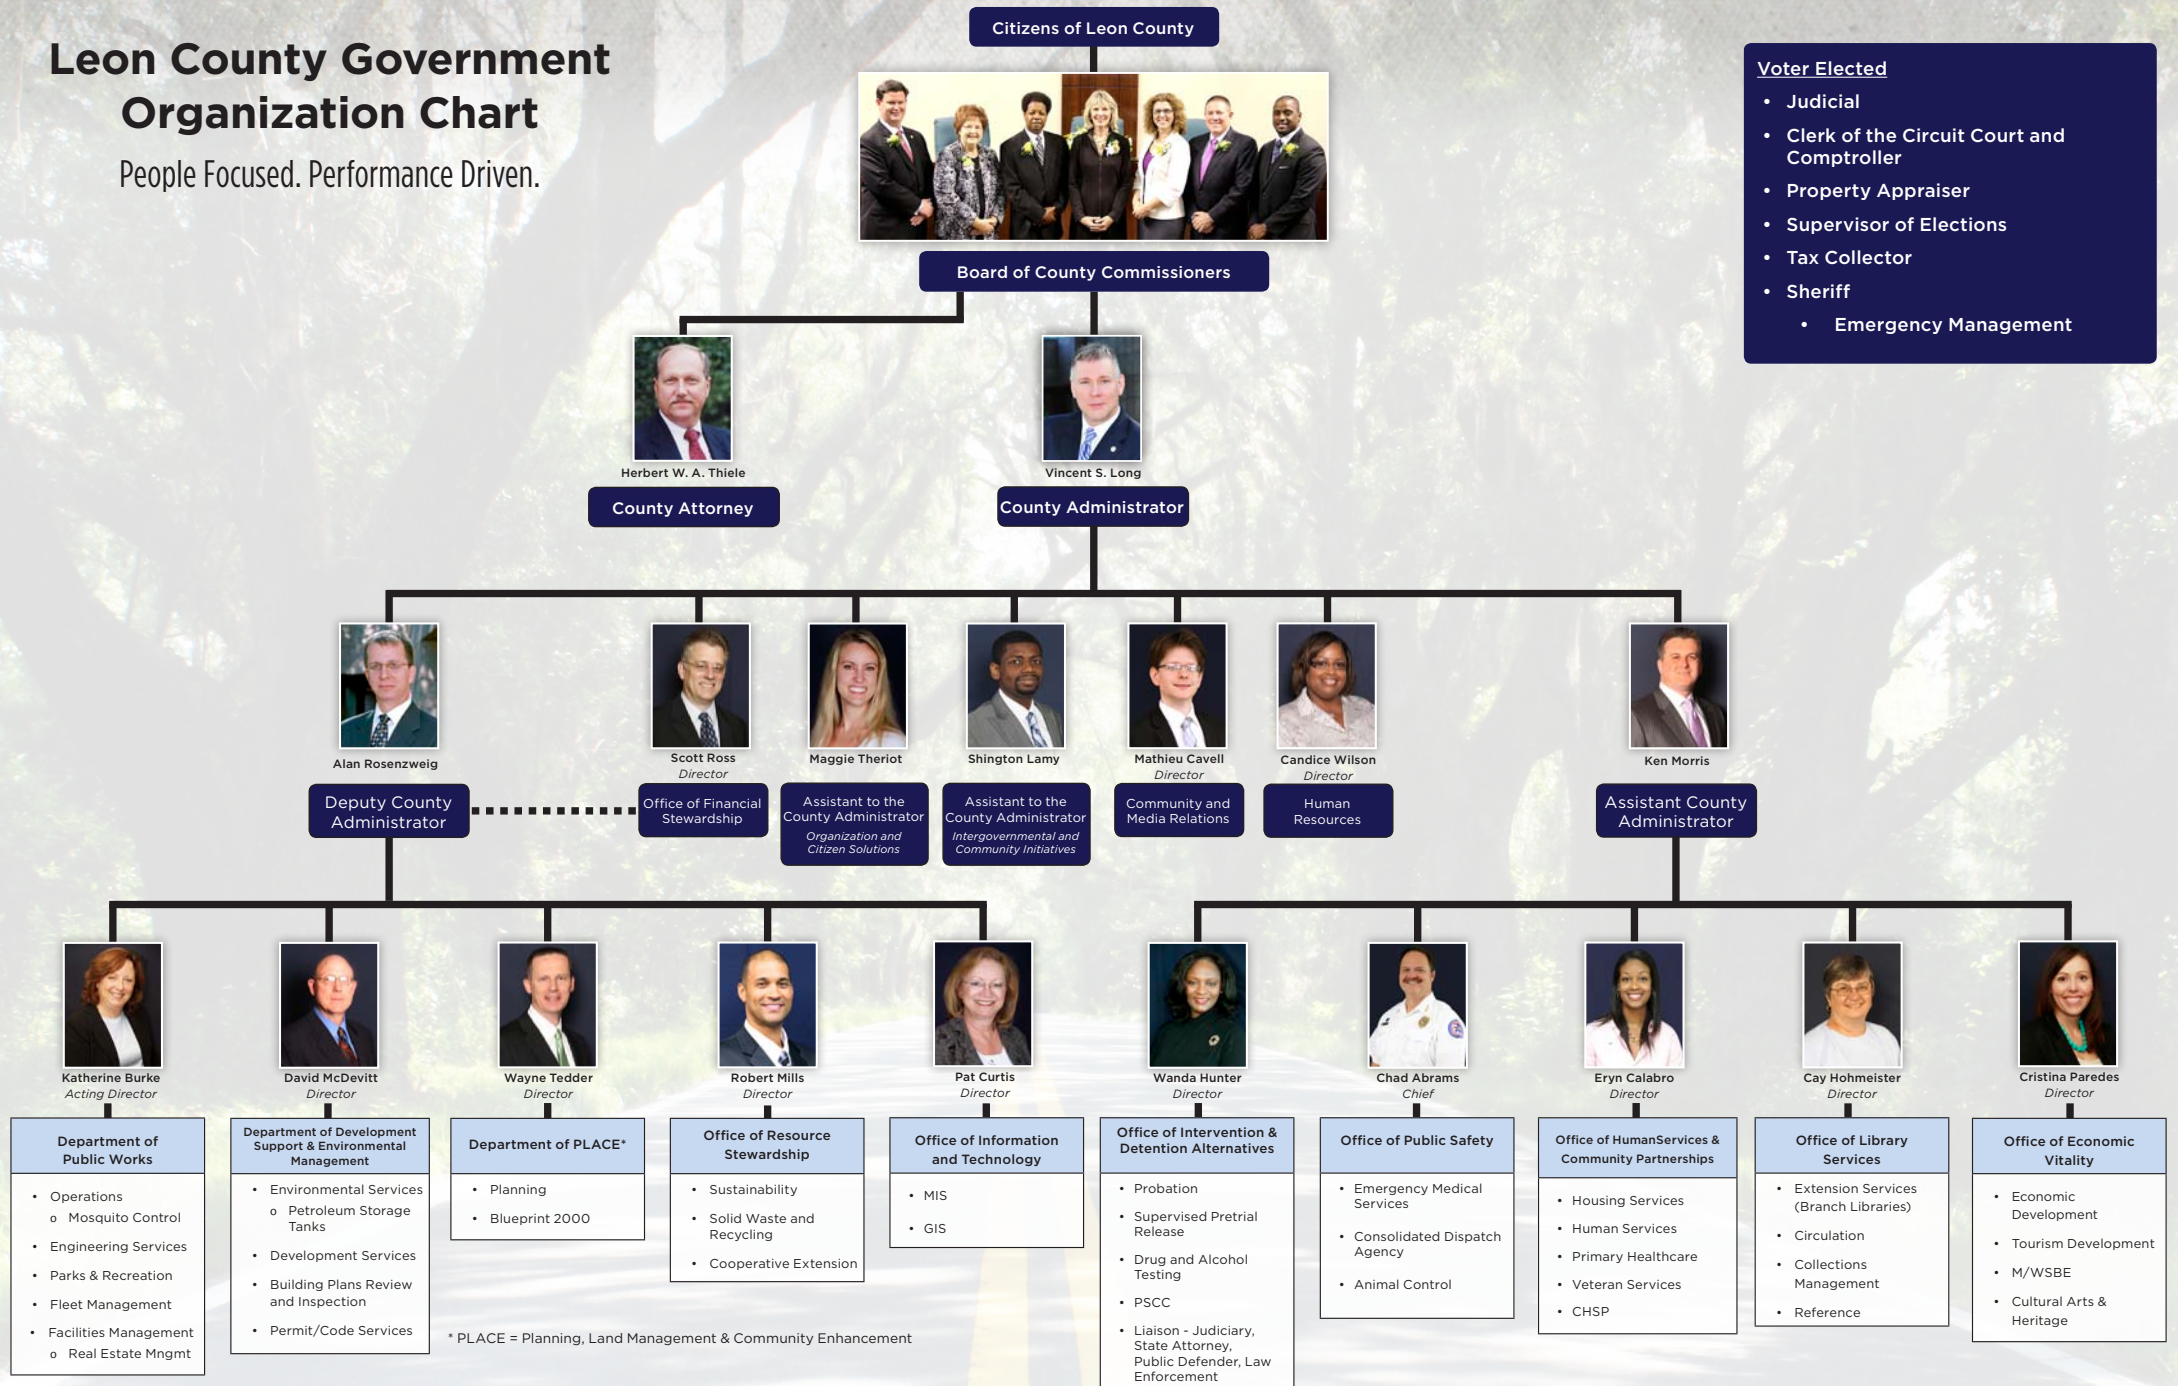 Leon County Government
Organization Chart
People Focused. Performance Driven.
Citizens of Leon County
Voter Elected
• Judicial
• Clerk of the Circuit Court and
Comptroller
• Property Appraiser
• Supervisor of Elections
• Tax Collector
• Sheriff
• Emergency Management
Board of County Commissioners
Herbert W. A. Thiele
County Attorney
Vincent S. Long
County Administrator
Alan Rosenzweig
Deputy County
Administrator
Scott Ross
Director
Office of Financial
Stewardship
Maggie Theriot
Assistant to the
County Administrator
Organization and
Citizen Solutions
Shington Lamy
Assistant to the
County Administrator
Intergovernmental and
Community Initiatives
Mathieu Cavell
Director
Community and
Media Relations
Candice Wilson
Director
Human
Resources
Ken Morris
Assistant County
Administrator
Katherine Burke
Acting Director
Department of
Public Works
• Operations
o Mosquito Control
• Engineering Services
• Parks & Recreation
• Fleet Management
• Facilities Management
o Real Estate Mngmt
David McDevitt
Director
Department of Development
Support & Environmental
Management
• Environmental Services
o Petroleum Storage
Tanks
• Development Services
• Building Plans Review
and Inspection
• Permit/Code Services
Wayne Tedder
Director
Department of PLACE*
• Planning
• Blueprint 2000
Robert Mills
Director
Office of Resource
Stewardship
• Sustainability
• Solid Waste and
Recycling
• Cooperative Extension
Pat Curtis
Director
Office of Information
and Technology
• MIS
• GIS
Wanda Hunter
Director
Office of Intervention &
Detention Alternatives
• Probation
• Supervised Pretrial
Release
• Drug and Alcohol
Testing
• PSCC
• Liaison - Judiciary,
State Attorney,
Public Defender, Law
Enforcement
Chad Abrams
Chief
Office of Public Safety
• Emergency Medical
Services
• Consolidated Dispatch
Agency
• Animal Control
Eryn Calabro
Director
Office of HumanServices &
Community Partnerships
• Housing Services
• Human Services
• Primary Healthcare
• Veteran Services
• CHSP
Cay Hohmeister
Director
Office of Library
Services
• Extension Services
(Branch Libraries)
• Circulation
• Collections
Management
• Reference
Cristina Paredes
Director
Office of Economic
Vitality
• Economic
Development
• Tourism Development
• M/WSBE
• Cultural Arts &
Heritage
* PLACE = Planning, Land Management & Community Enhancement